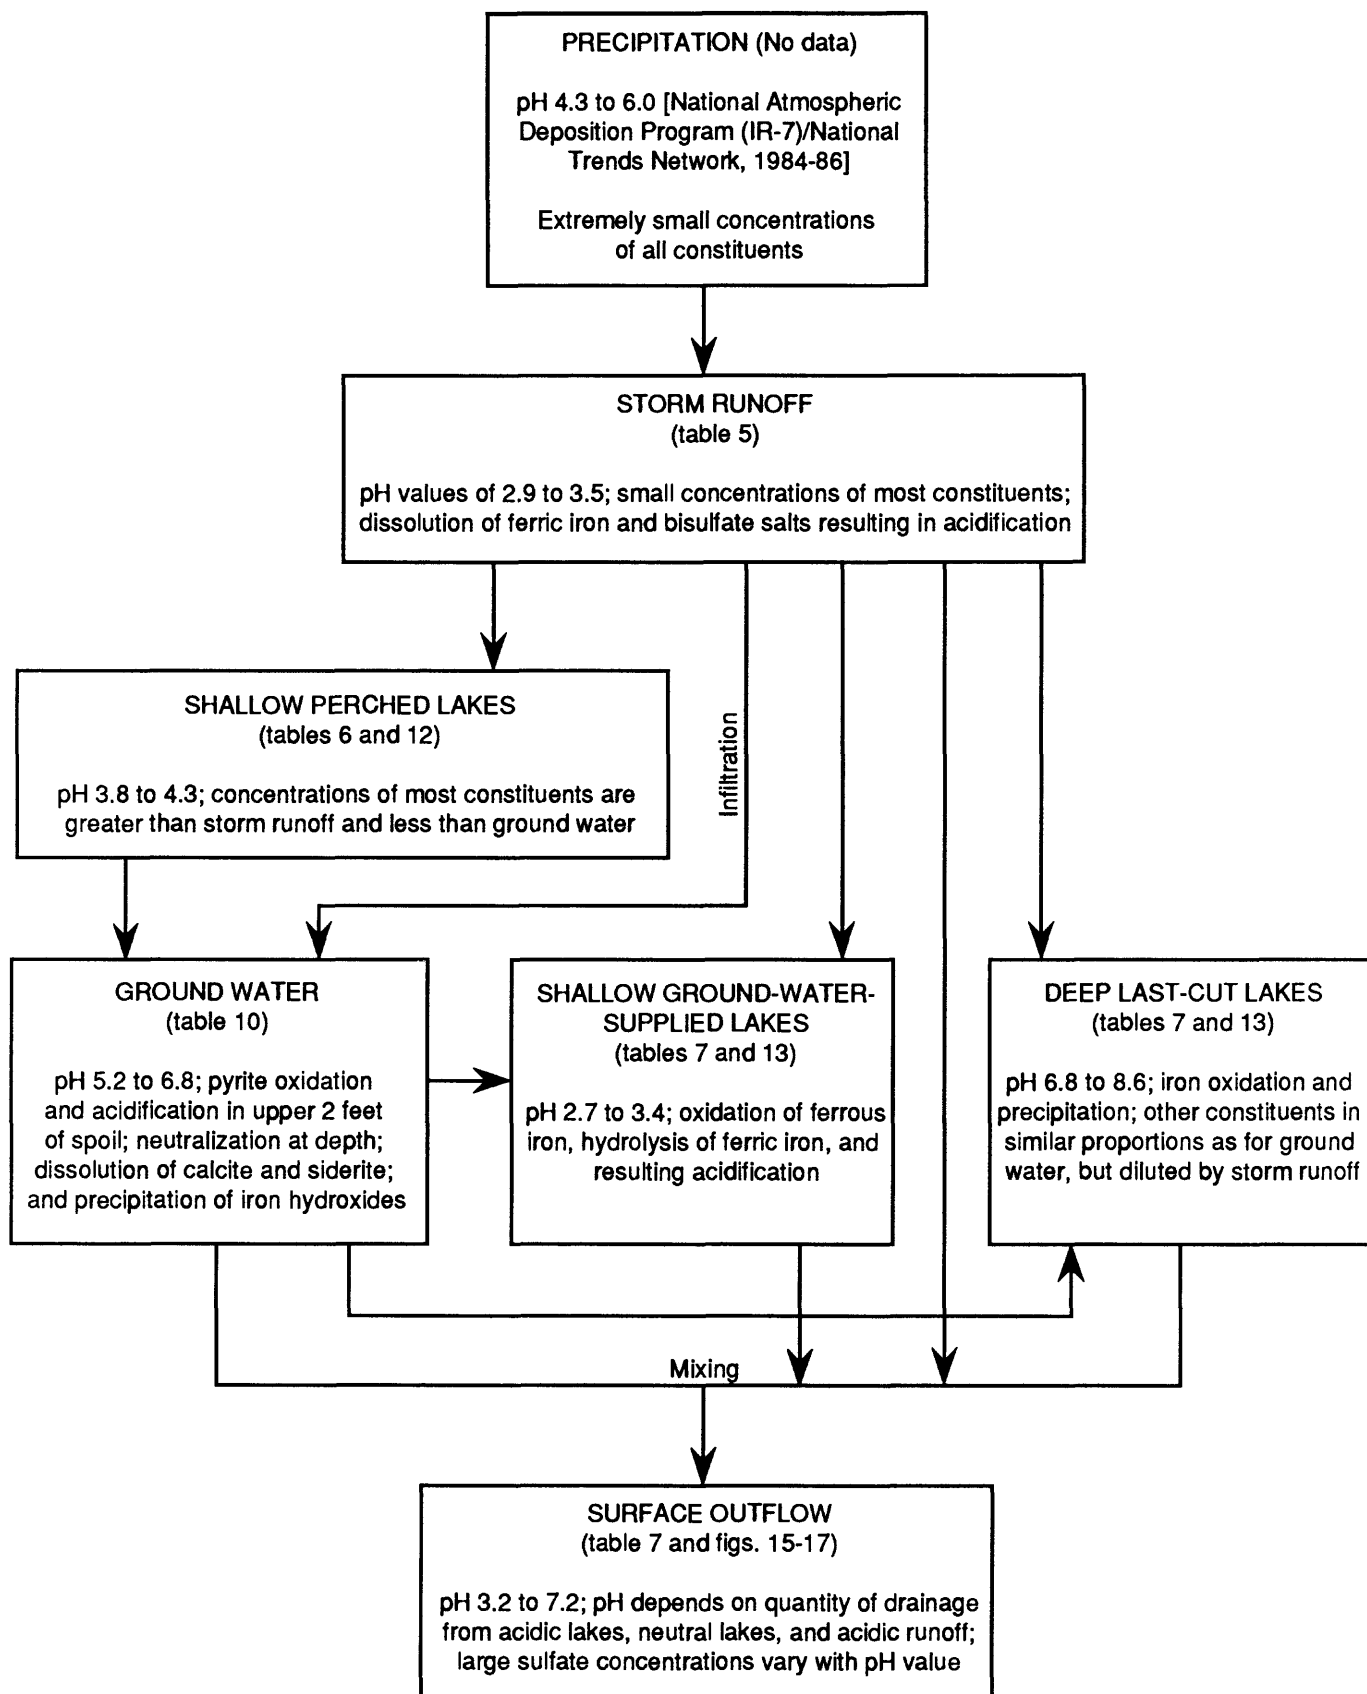 PRECIPITATION (No data)
pH 4.3 to 6.0 [National Atmospheric
Deposition Program (IR-7)/National
Trends Network, 1984-86]
Extremely small concentrations
of all constituents
STORM RUNOFF
(table 5)
pH values of 2.9 to 3.5; small concentrations of most constituents;
dissolution of ferric iron and bisulfate salts resulting in acidification
SHALLOW PERCHED LAKES
(tables 6 and 12)
pH 3.8 to 4.3; concentrations of most constituents are
greater than storm runoff and less than ground water
Infiltration
GROUND WATER
(table 10)
pH 5.2 to 6.8; pyrite oxidation
and acidification in upper 2 feet
of spoil; neutralization at depth;
dissolution of calcite and siderite;
and precipitation of iron hydroxides
SHALLOW GROUND-WATER-
SUPPLIED LAKES
(tables 7 and 13)
pH 2.7 to 3.4; oxidation of ferrous
iron, hydrolysis of ferric iron, and
resulting acidification
DEEP LAST-CUT LAKES
(tables 7 and 13)
pH 6.8 to 8.6; iron oxidation and
precipitation; other constituents in
similar proportions as for ground
water, but diluted by storm runoff
Mixing
SURFACE OUTFLOW
(table 7 and figs. 15-17)
pH 3.2 to 7.2; pH depends on quantity of drainage
from acidic lakes, neutral lakes, and acidic runoff;
large sulfate concentrations vary with pH value